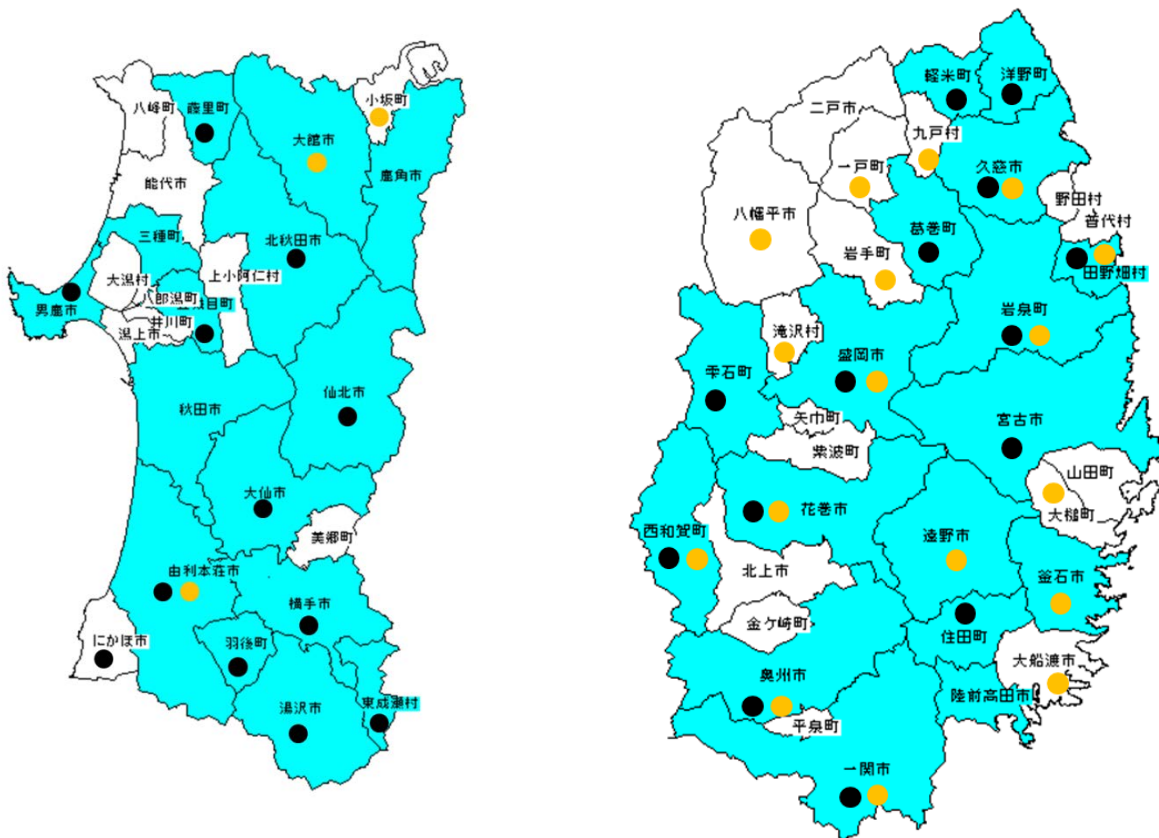 八峰町
藤里町
小坂町
大館市
鹿角市
能代市
三種町
北秋田市
上小阿仁村
大潟村
八郎潟町
男鹿市
井川町
潟上市
仙北市
秋田市
大仙市
美郷町
由利本荘市
横手市
にかほ市
羽後町
湯沢市
東成瀬村
軽米町
洋野町
二戸市
九戸村
一戸町
久慈市
野田村
普代村
八幡平市
葛巻町
岩手町
田野畑村
岩泉町
滝沢村
盛岡市
雫石町
矢巾町
宮古市
紫波町
山田町
大槌町
花巻市
西和賀町
遠野市
北上市
釜石市
金ケ崎町
住田町
大船渡市
奥州市
陸前高田市
平泉町
一関市